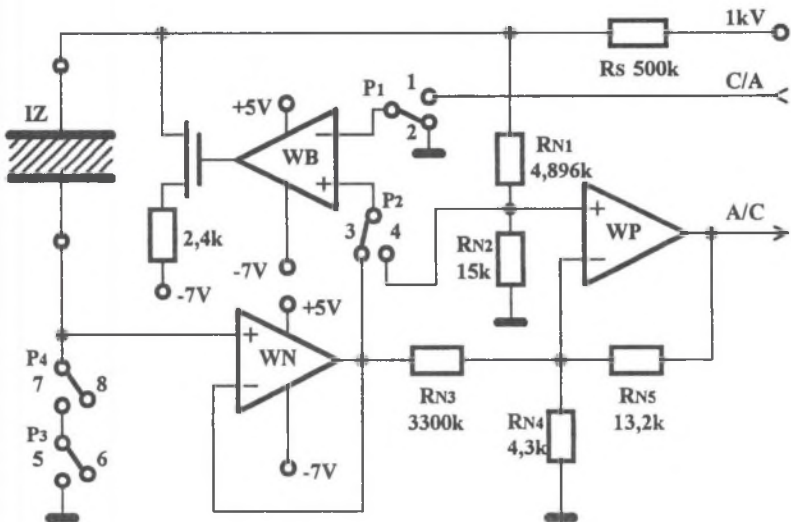 1kV
Rs 500k
C/A
P1
1
2
+5V
IZ
WB
−
+
RN1
4,896k
P2
3
4
A/C
+
WP
−
2,4k
-7V
-7V
RN2
15k
+5V
+
WN
−
P4
7
8
RN3
3300k
RN5
13,2k
RN4
4,3k
P3
5
6
-7V